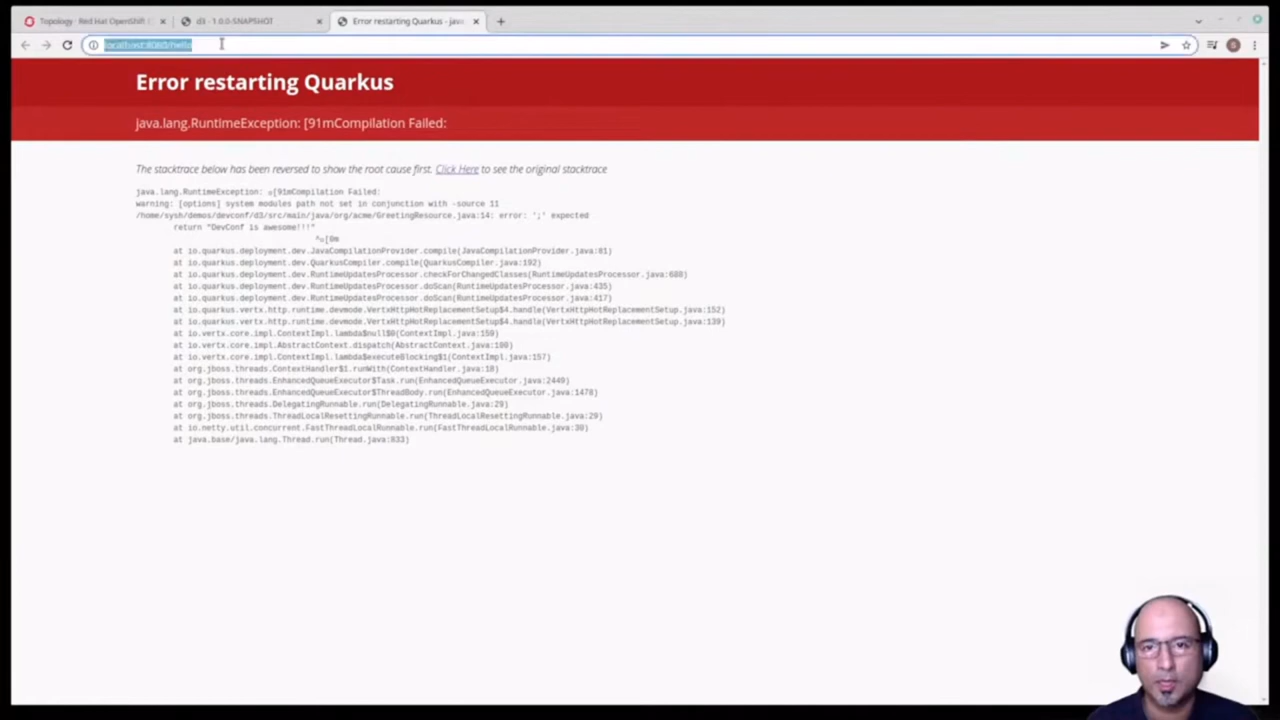 Topology · Red Hat OpenShift
d3 - 1.0.0-SNAPSHOT
Error restarting Quarkus - java
localhost:8080/hello
S
Error restarting Quarkus
java.lang.RuntimeException: [91mCompilation Failed:
The stacktrace below has been reversed to show the root cause first. Click Here to see the original stacktrace
java.lang.RuntimeException: [91mCompilation Failed:
warning: [options] system modules path not set in conjunction with -source 11
/home/sysh/demos/devconf/d3/src/main/java/org/acme/GreetingResource.java:14: error: ';' expected
return "DevConf is awesome!!!"
^[0m
at io.quarkus.deployment.dev.JavaCompilationProvider.compile(JavaCompilationProvider.java:81)
at io.quarkus.deployment.dev.QuarkusCompiler.compile(QuarkusCompiler.java:192)
at io.quarkus.deployment.dev.RuntimeUpdatesProcessor.checkForChangedClasses(RuntimeUpdatesProcessor.java:688)
at io.quarkus.deployment.dev.RuntimeUpdatesProcessor.doScan(RuntimeUpdatesProcessor.java:435)
at io.quarkus.deployment.dev.RuntimeUpdatesProcessor.doScan(RuntimeUpdatesProcessor.java:417)
at io.quarkus.vertx.http.runtime.devmode.VertxHttpHotReplacementSetup$4.handle(VertxHttpHotReplacementSetup.java:152)
at io.quarkus.vertx.http.runtime.devmode.VertxHttpHotReplacementSetup$4.handle(VertxHttpHotReplacementSetup.java:139)
at io.vertx.core.impl.ContextImpl.lambda$null$0(ContextImpl.java:159)
at io.vertx.core.impl.AbstractContext.dispatch(AbstractContext.java:100)
at io.vertx.core.impl.ContextImpl.lambda$executeBlocking$1(ContextImpl.java:157)
at org.jboss.threads.ContextHandler$1.runWith(ContextHandler.java:18)
at org.jboss.threads.EnhancedQueueExecutor$Task.run(EnhancedQueueExecutor.java:2449)
at org.jboss.threads.EnhancedQueueExecutor$ThreadBody.run(EnhancedQueueExecutor.java:1478)
at org.jboss.threads.DelegatingRunnable.run(DelegatingRunnable.java:29)
at org.jboss.threads.ThreadLocalResettingRunnable.run(ThreadLocalResettingRunnable.java:29)
at io.netty.util.concurrent.FastThreadLocalRunnable.run(FastThreadLocalRunnable.java:30)
at java.base/java.lang.Thread.run(Thread.java:833)